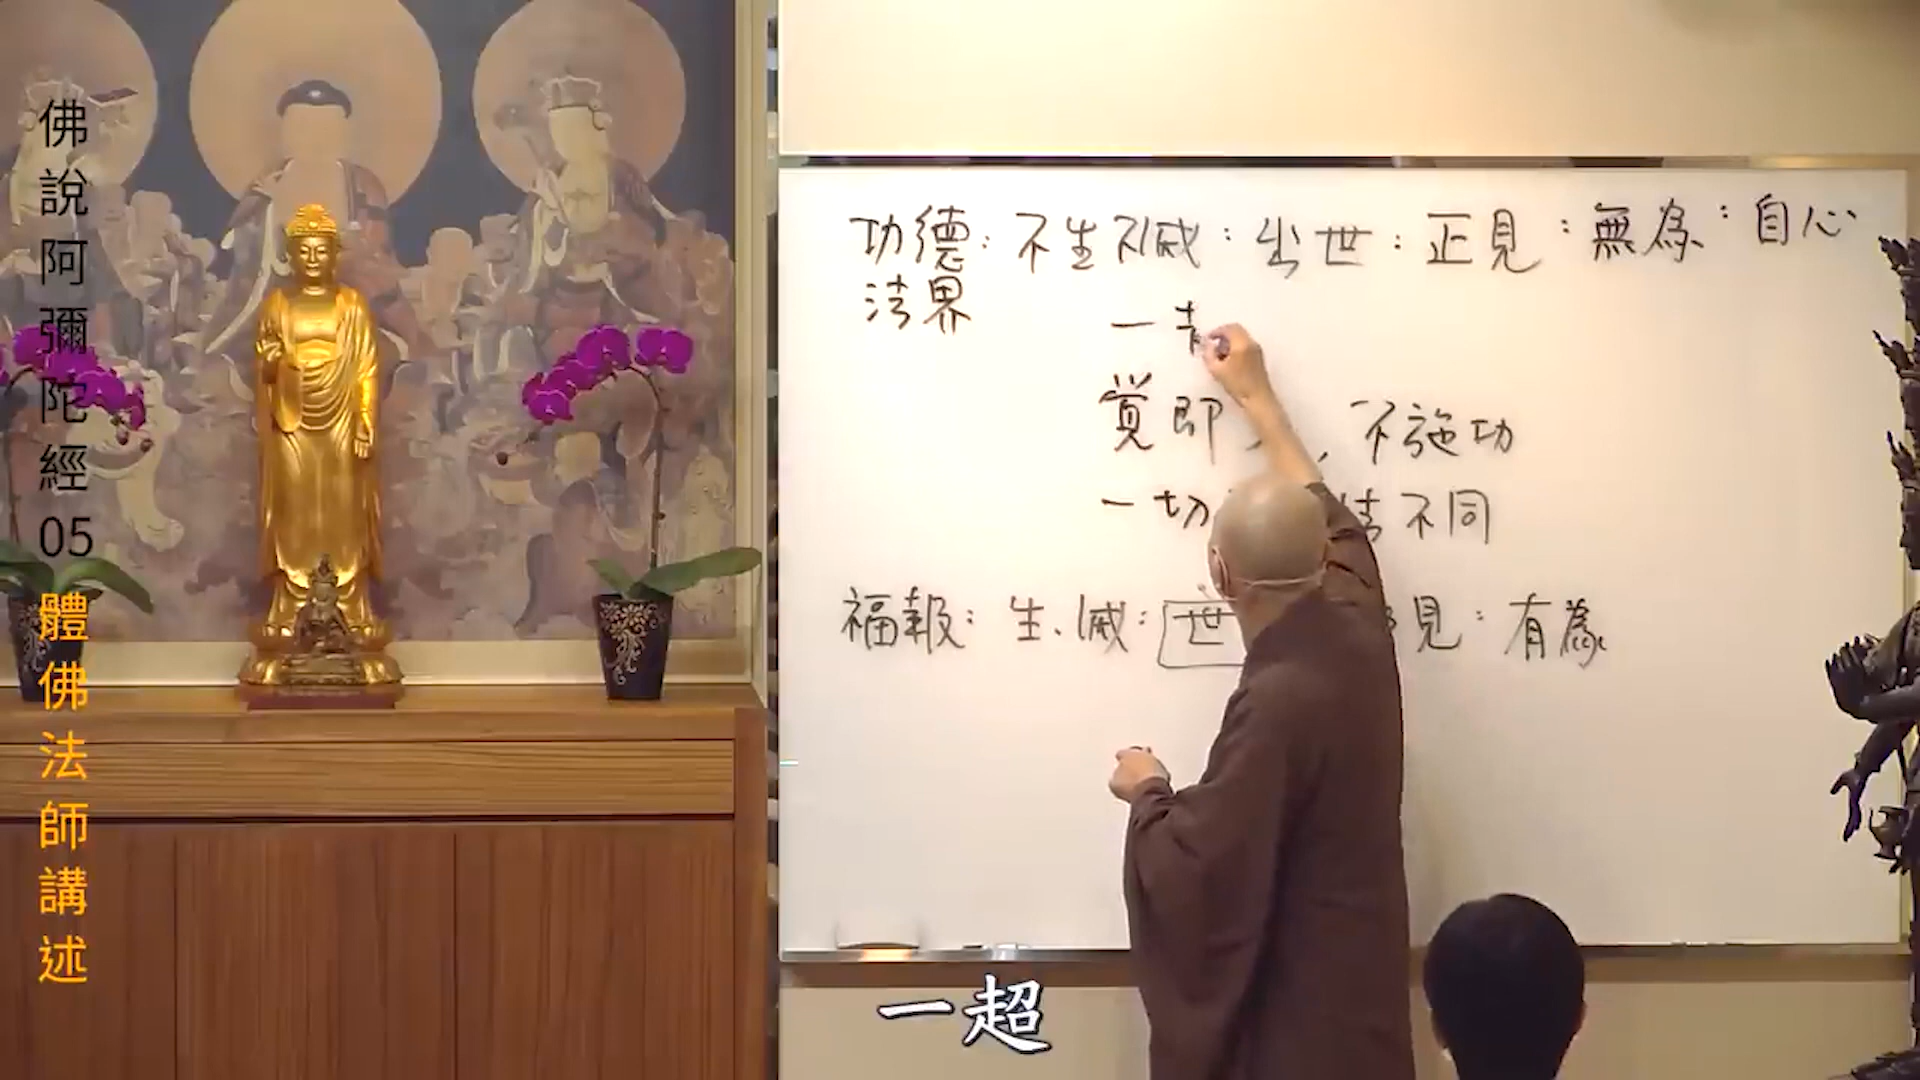 佛說阿彌陀經05
體佛法師講述
功德:不生不滅:出世:正見:無為:自心
法界
一
覚即 , 不施功
一切 不同
福報:生、滅:世 見:有為
一超